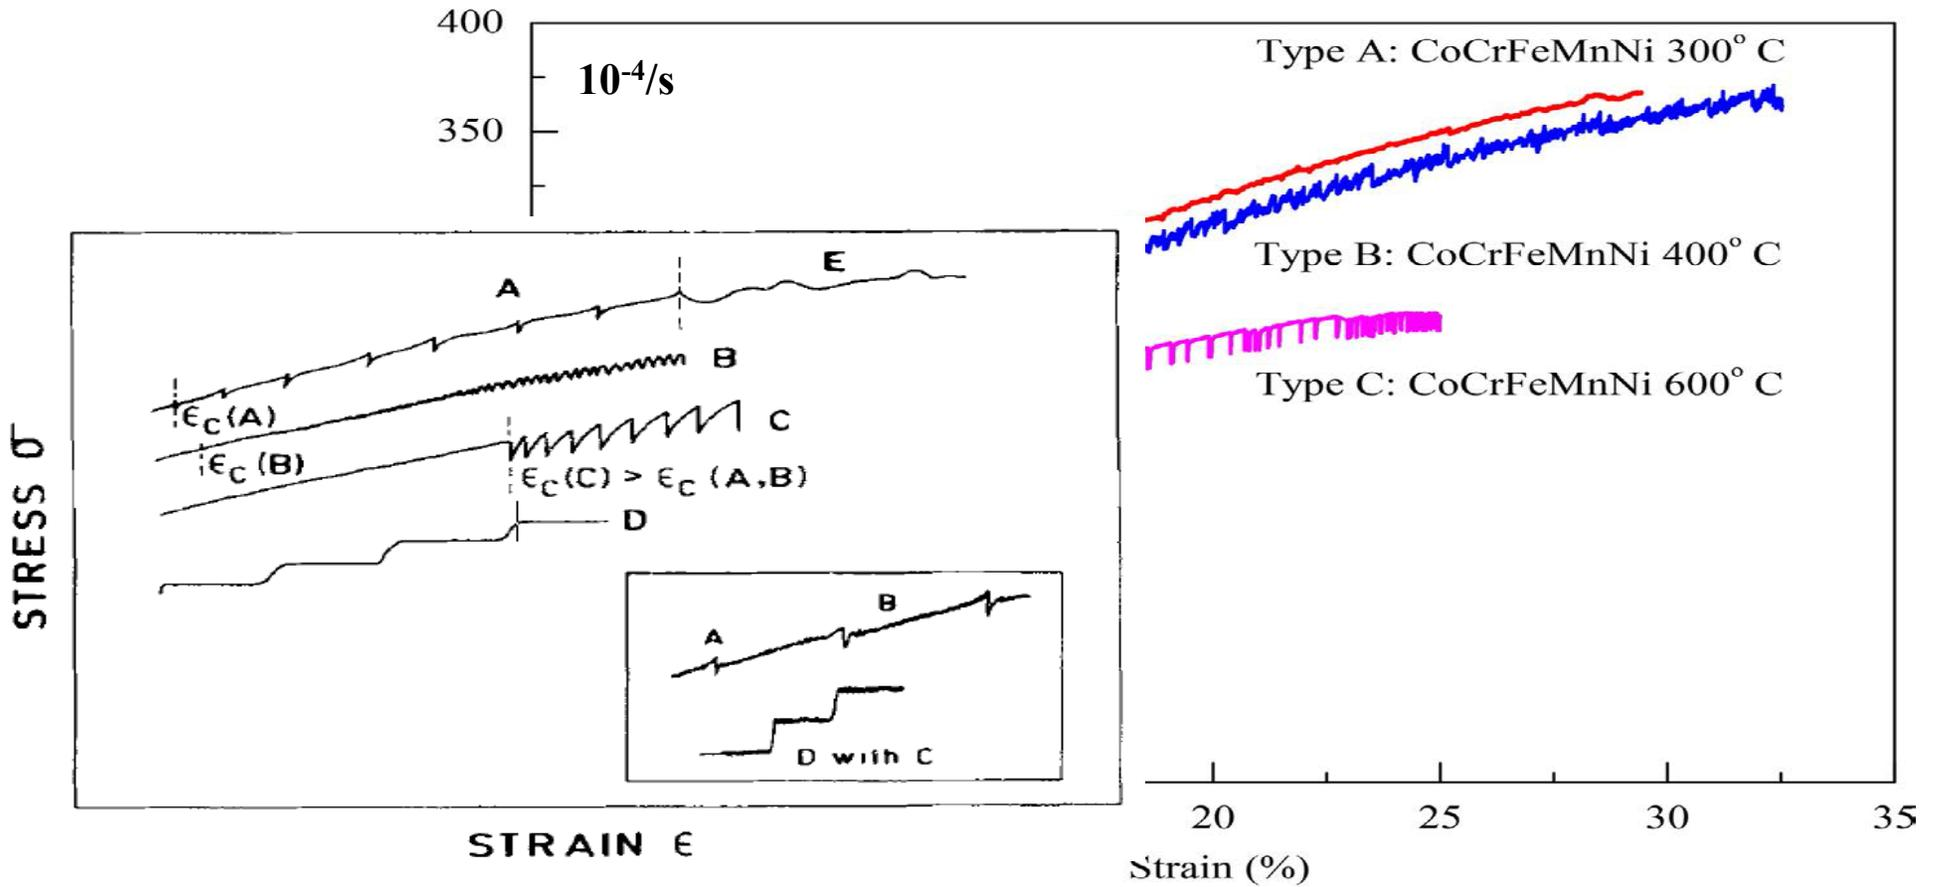 400
10⁻⁴/s
350
Type A: CoCrFeMnNi 300° C
Type B: CoCrFeMnNi 400° C
Type C: CoCrFeMnNi 600° C
20 25 30 35
Strain (%)
STRESS σ
A
E
B
ϵC(A)
ϵC(B)
C
ϵC(C) > ϵC (A,B)
D
A
B
D with C
STRAIN ϵ